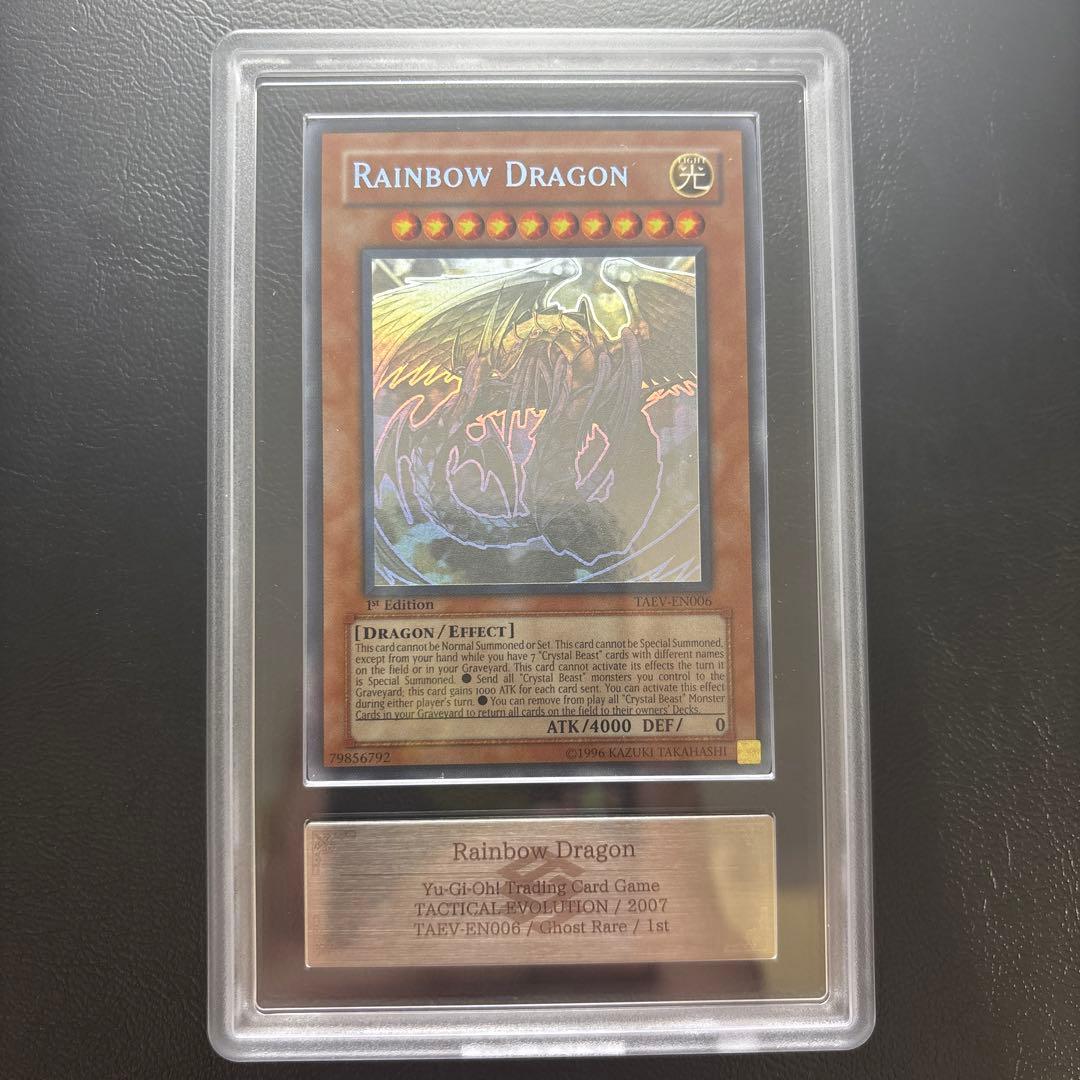 RAINBOW DRAGON
LIGHT
光
1st Edition
TAEV-EN006
[DRAGON/EFFECT]
This card cannot be Normal Summoned or Set. This card cannot be Special Summoned,
except from your hand while you have 7 "Crystal Beast" cards with different names
on the field or in your Graveyard. This card cannot activate its effects the turn it
is Special Summoned. ● Send all "Crystal Beast" monsters you control to the
Graveyard; this card gains 1000 ATK for each card sent. You can activate this effect
during either player's turn. ● You can remove from play all "Crystal Beast" Monster
Cards in your Graveyard to return all cards on the field to their owners' Decks.
ATK/4000 DEF/ 0
79856792
©1996 KAZUKI TAKAHASHI
Rainbow Dragon
Yu-Gi-Oh! Trading Card Game
TACTICAL EVOLUTION / 2007
TAEV-EN006 / Ghost Rare / 1st